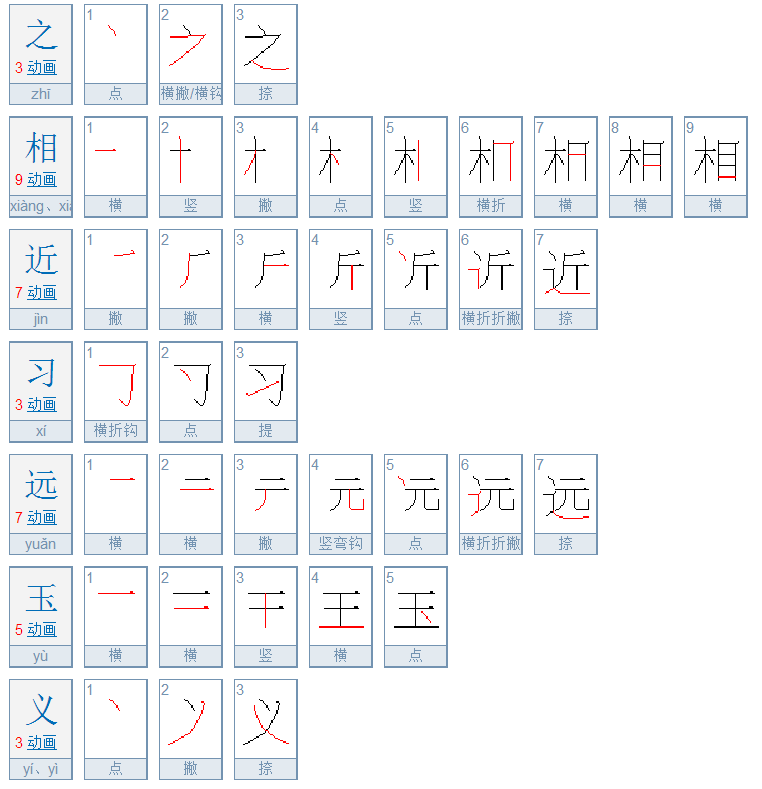 之 1 2 3
3 动画
zhī 点 横撇/横钩 捺
相 1 2 3 4 5 6 7 8 9
9 动画
xiàng、xiā 横 竖 撇 点 竖 横折 横 横 横
近 1 2 3 4 5 6 7
7 动画
jìn 撇 撇 横 竖 点 横折折撇 捺
习 1 2 3
3 动画
xí 横折钩 点 提
远 1 2 3 4 5 6 7
7 动画
yuǎn 横 横 撇 竖弯钩 点 横折折撇 捺
玉 1 2 3 4 5
5 动画
yù 横 横 竖 横 点
义 1 2 3
3 动画
yí、yì 点 撇 捺